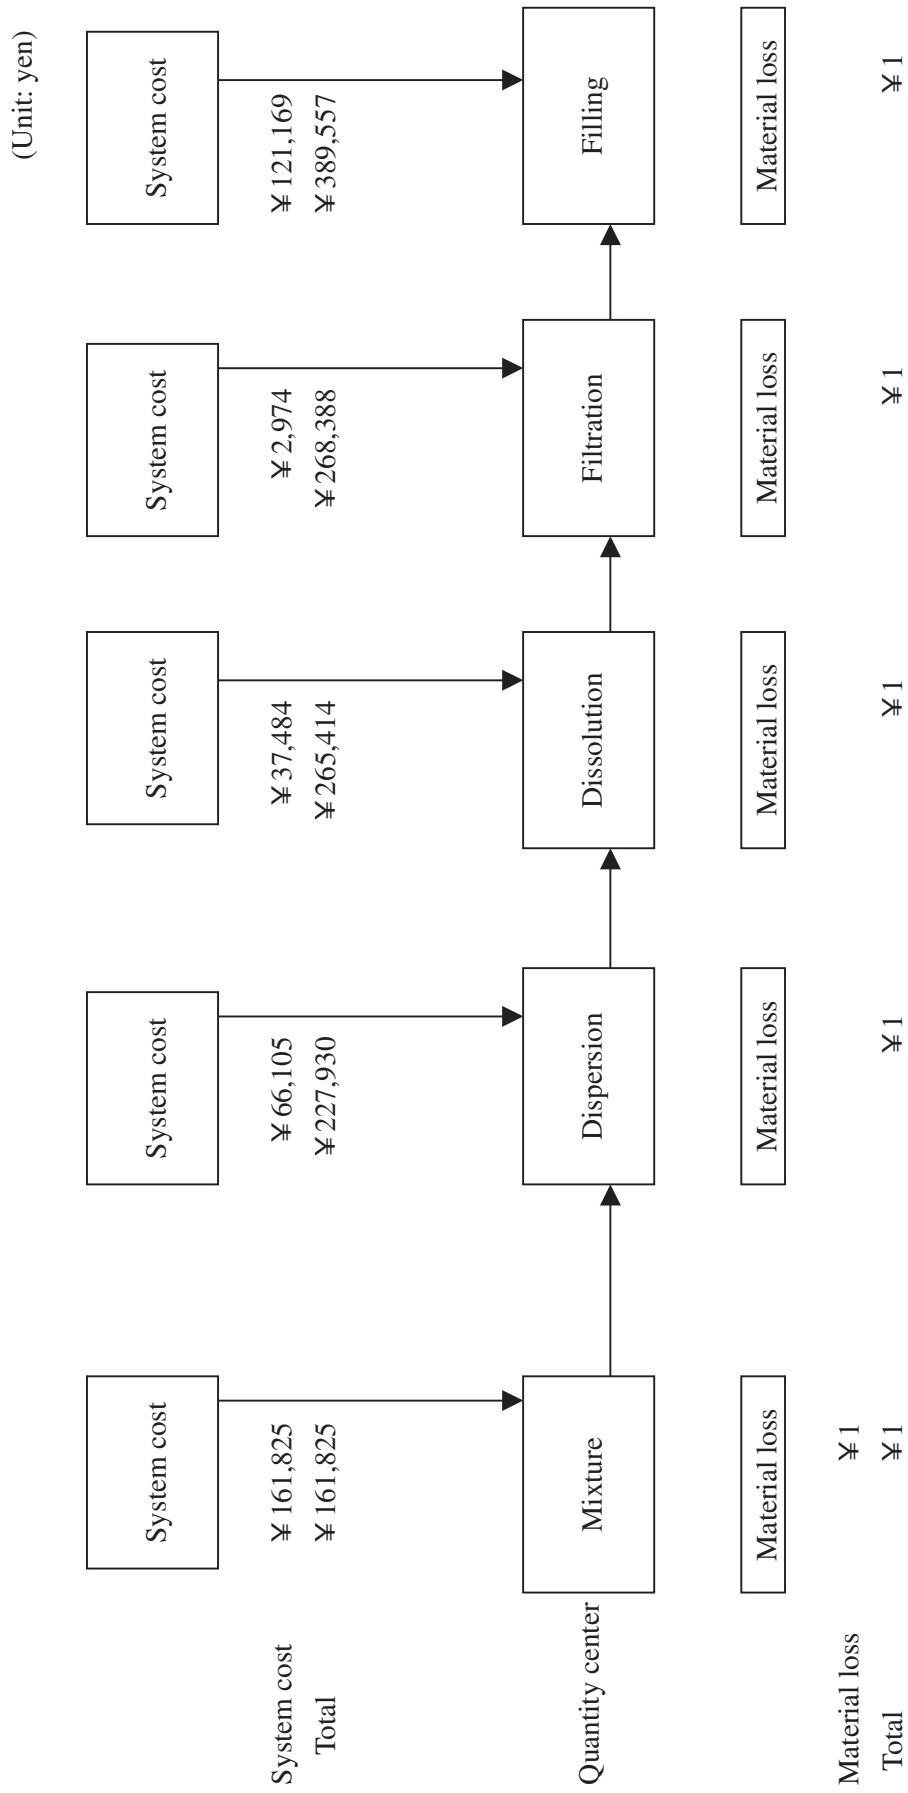 (Unit: yen)
System cost
System cost
System cost
System cost
System cost
System cost ¥161,825 ¥66,105 ¥37,484 ¥2,974 ¥121,169
Total ¥161,825 ¥227,930 ¥265,414 ¥268,388 ¥389,557
Quantity center
Mixture
Dispersion
Dissolution
Filtration
Filling
Material loss
Material loss
Material loss
Material loss
Material loss
Material loss ¥1
Total ¥1 ¥1 ¥1 ¥1 ¥1